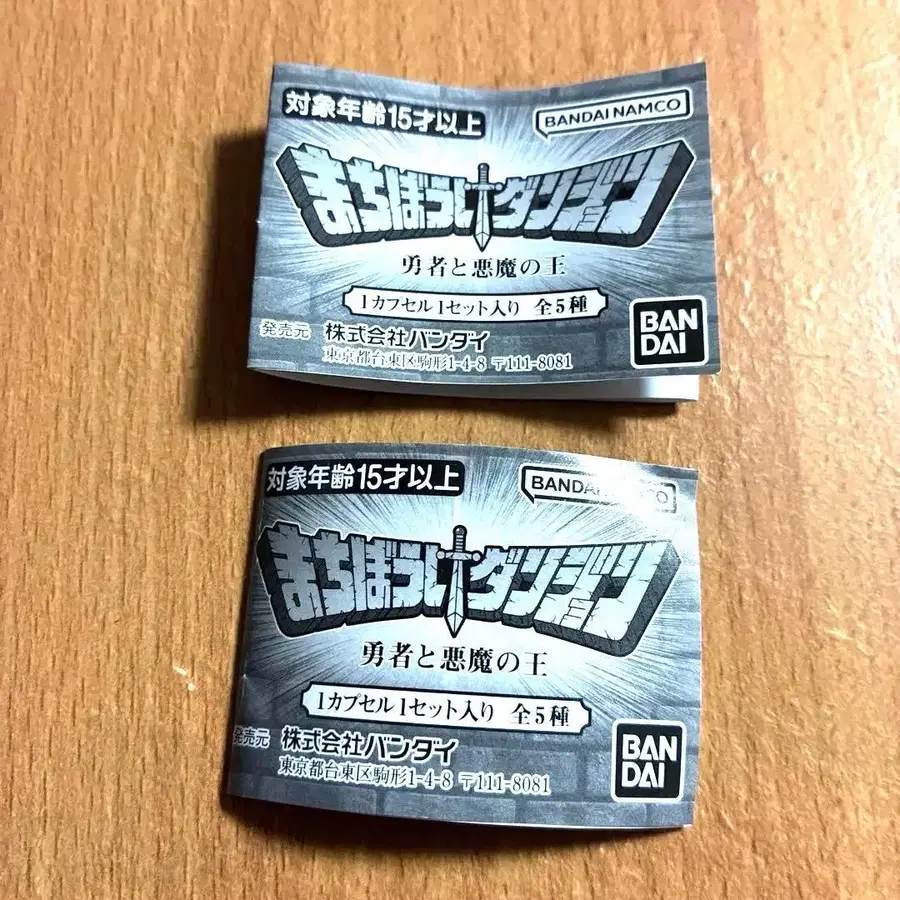 対象年齢15才以上
BANDAI NAMCO
まちぼうけダンジョン
勇者と悪魔の王
1カプセル1セット入り 全5種
発売元 株式会社バンダイ
東京都台東区駒形1-4-8 〒111-8081
BAN
DAI
対象年齢15才以上
BANDAI NAMCO
まちぼうけダンジョン
勇者と悪魔の王
1カプセル1セット入り 全5種
発売元 株式会社バンダイ
東京都台東区駒形1-4-8 〒111-8081
BAN
DAI